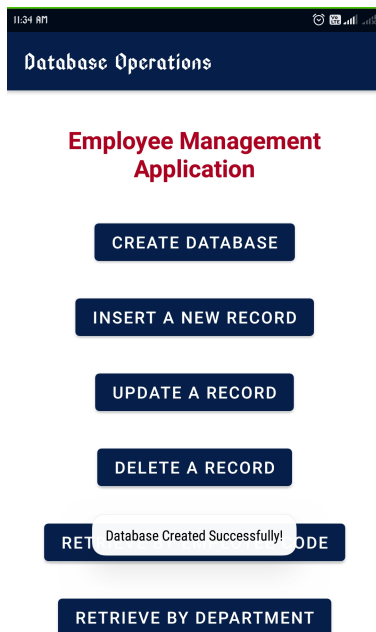 11:34 AM
Database Operations
Employee Management
Application
CREATE DATABASE
INSERT A NEW RECORD
UPDATE A RECORD
DELETE A RECORD
Database Created Successfully!
RETRIEVE BY DEPARTMENT